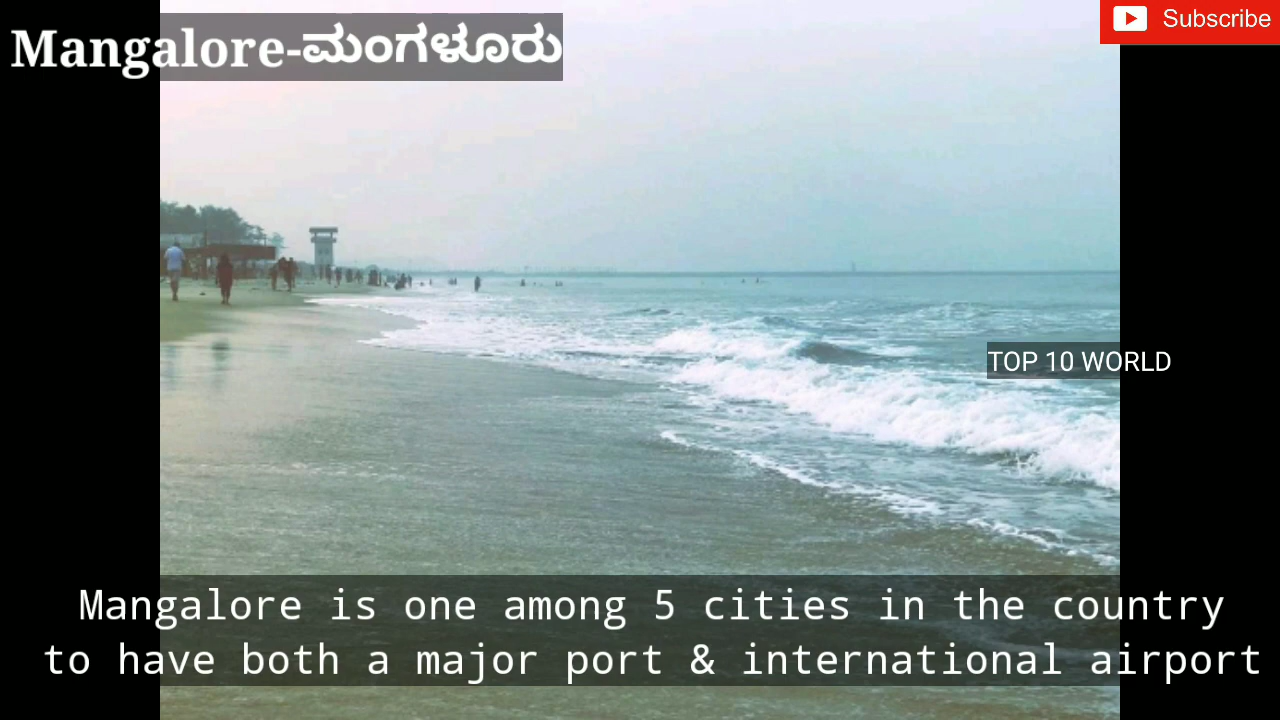 Mangalore-ಮಂಗಳೂರು
Subscribe
TOP 10 WORLD
Mangalore is one among 5 cities in the country
to have both a major port & international airport